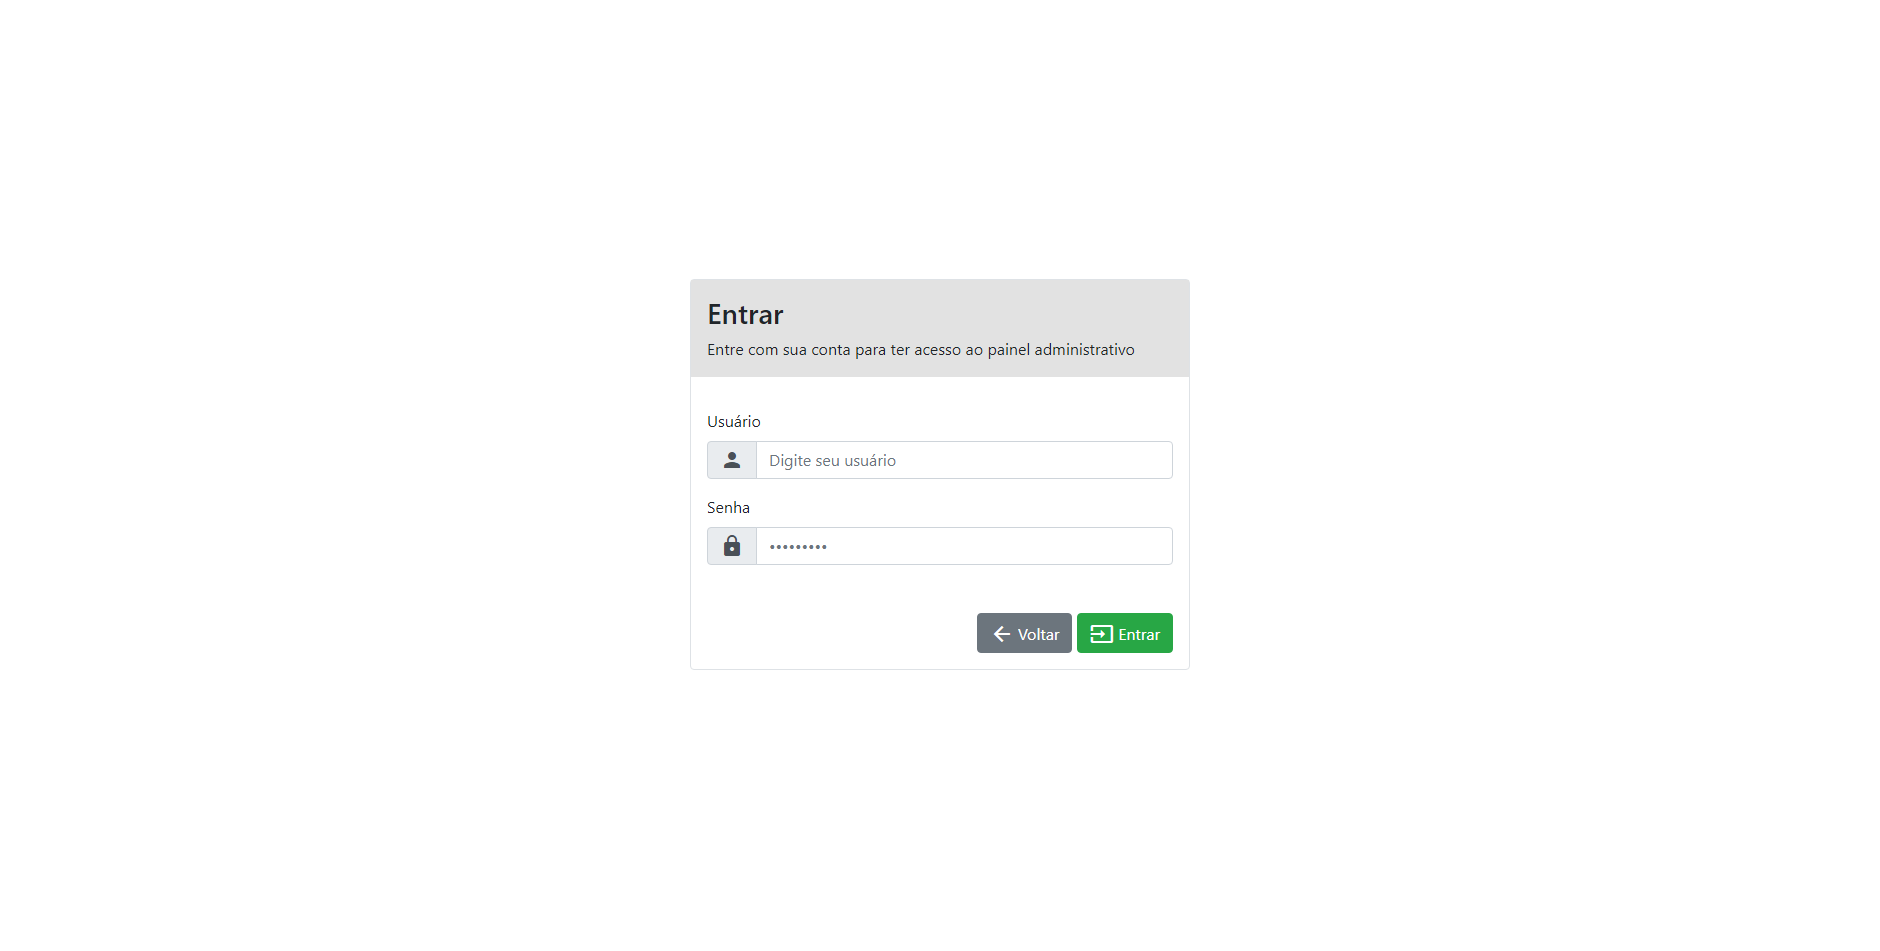 Entrar
Entre com sua conta para ter acesso ao painel administrativo
Usuário
Digite seu usuário
Senha
•••••••••
Voltar
Entrar